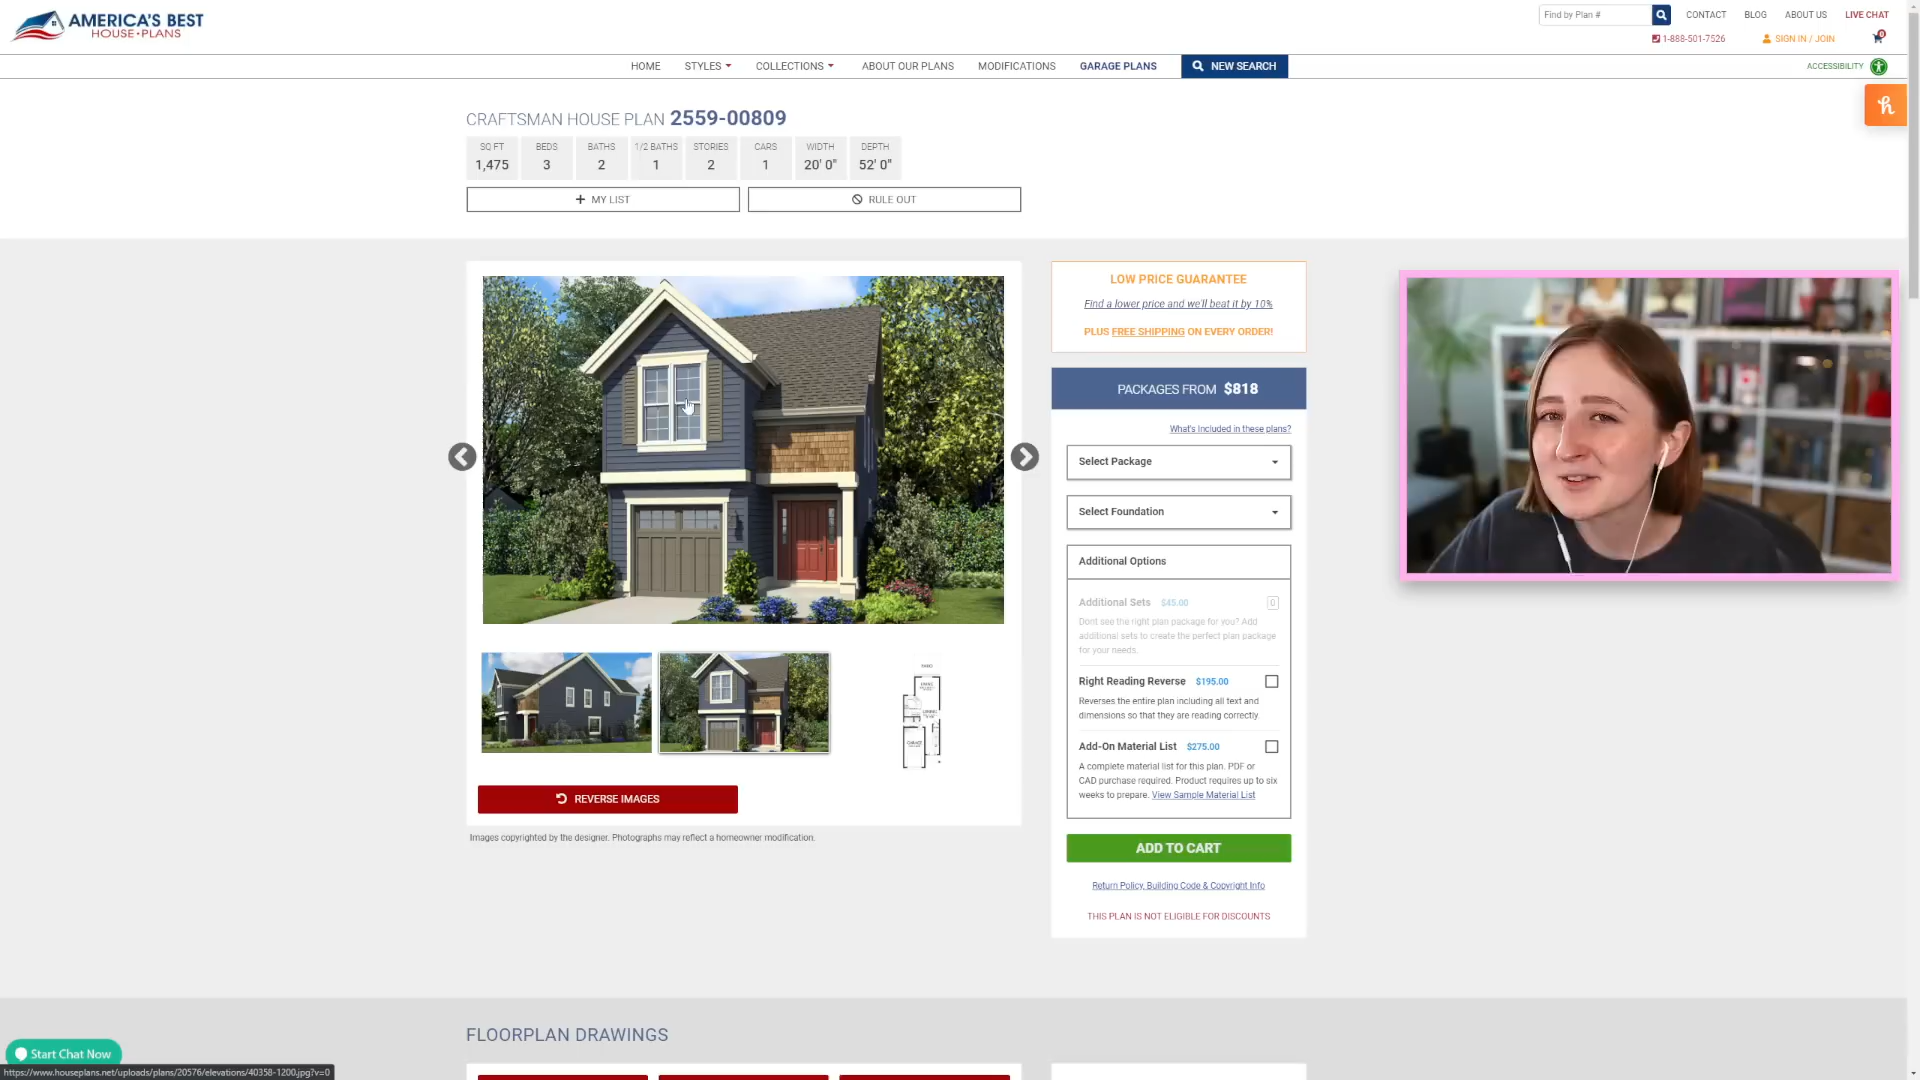 AMERICA'S BEST
HOUSE•PLANS
Find by Plan #
CONTACT
BLOG
ABOUT US
LIVE CHAT
1-888-501-7526
SIGN IN / JOIN
0
HOME
STYLES
COLLECTIONS
ABOUT OUR PLANS
MODIFICATIONS
GARAGE PLANS
NEW SEARCH
ACCESSIBILITY
CRAFTSMAN HOUSE PLAN 2559-00809
SQ FT BEDS BATHS 1/2 BATHS STORIES CARS WIDTH DEPTH
1,475 3 2 1 2 1 20' 0" 52' 0"
MY LIST
RULE OUT
LOW PRICE GUARANTEE
Find a lower price and we'll beat it by 10%
PLUS FREE SHIPPING ON EVERY ORDER!
PACKAGES FROM $818
What's Included in these plans?
Select Package
Select Foundation
Additional Options
Additional Sets $45.00 0
Dont see the right plan package for you? Add
additional sets to create the perfect plan package
for your needs.
Right Reading Reverse $195.00
Reverses the entire plan including all text and
dimensions so that they are reading correctly.
Add-On Material List $275.00
A complete material list for this plan. PDF or
CAD purchase required. Product requires up to six
weeks to prepare. View Sample Material List
ADD TO CART
Return Policy, Building Code & Copyright Info
THIS PLAN IS NOT ELIGIBLE FOR DISCOUNTS
REVERSE IMAGES
Images copyrighted by the designer. Photographs may reflect a homeowner modification.
FLOORPLAN DRAWINGS
Start Chat Now
https://www.houseplans.net/uploads/plans/20576/elevations/40358-1200.jpg?v=0